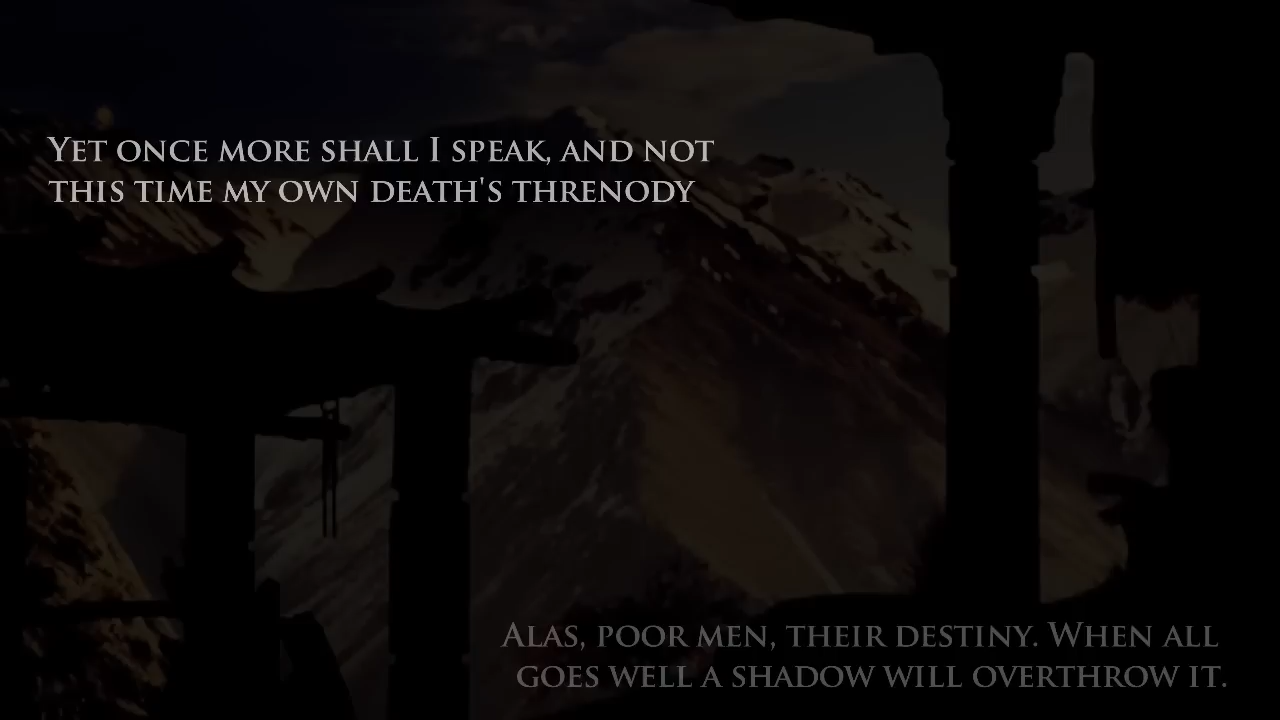 Yet once more shall I speak, and not
this time my own death's threnody
Alas, poor men, their destiny. When all
goes well a shadow will overthrow it.